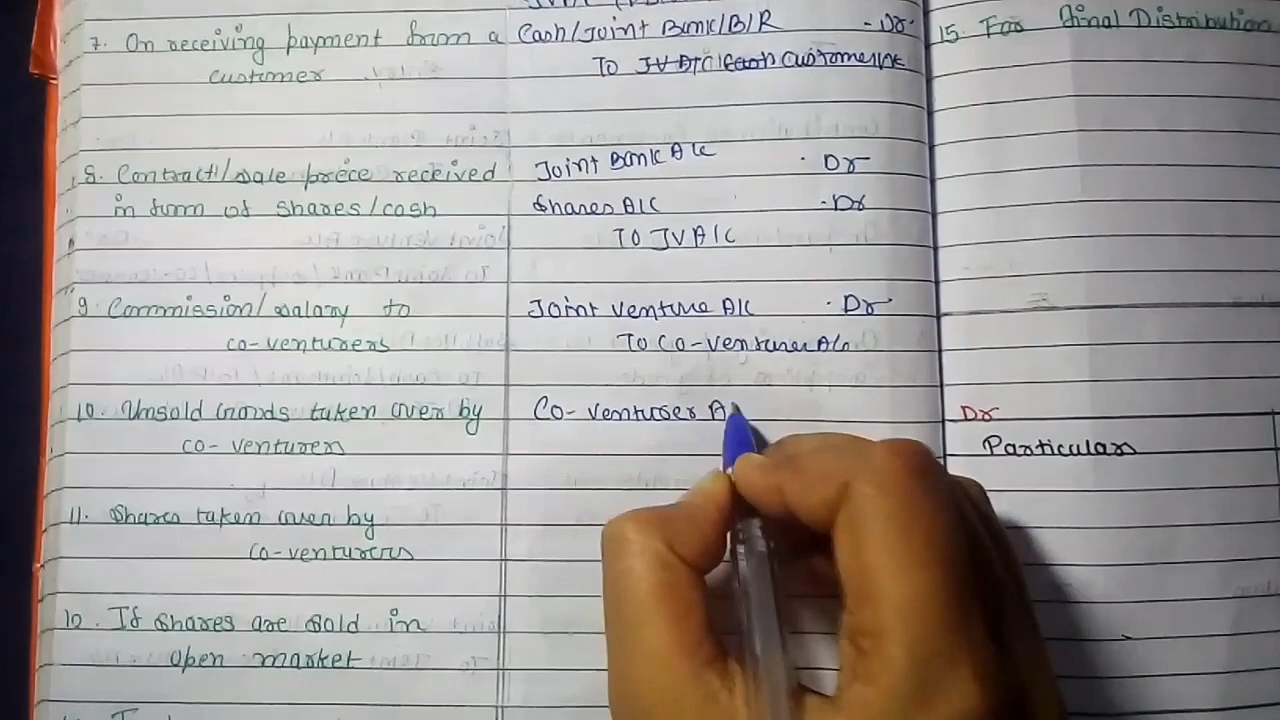 7. On receiving payment from a customer
Cash/Joint Bank/B/R - Dr.
To Customer A/c
8. Contract/sale price received
in form of shares/cash
Joint Bank A/c . Dr
Shares A/c . Dr
To JV A/c
9 Commission/salary to
co-venturers
Joint Venture A/c . Dr
To Co-venturer A/c
10. Unsold Goods taken over by
co-venturers
Co-venturer A
11. Shares taken over by
co-venturers
12. If shares are sold in
open market
15. For Final Distribution
Dr
Particulars